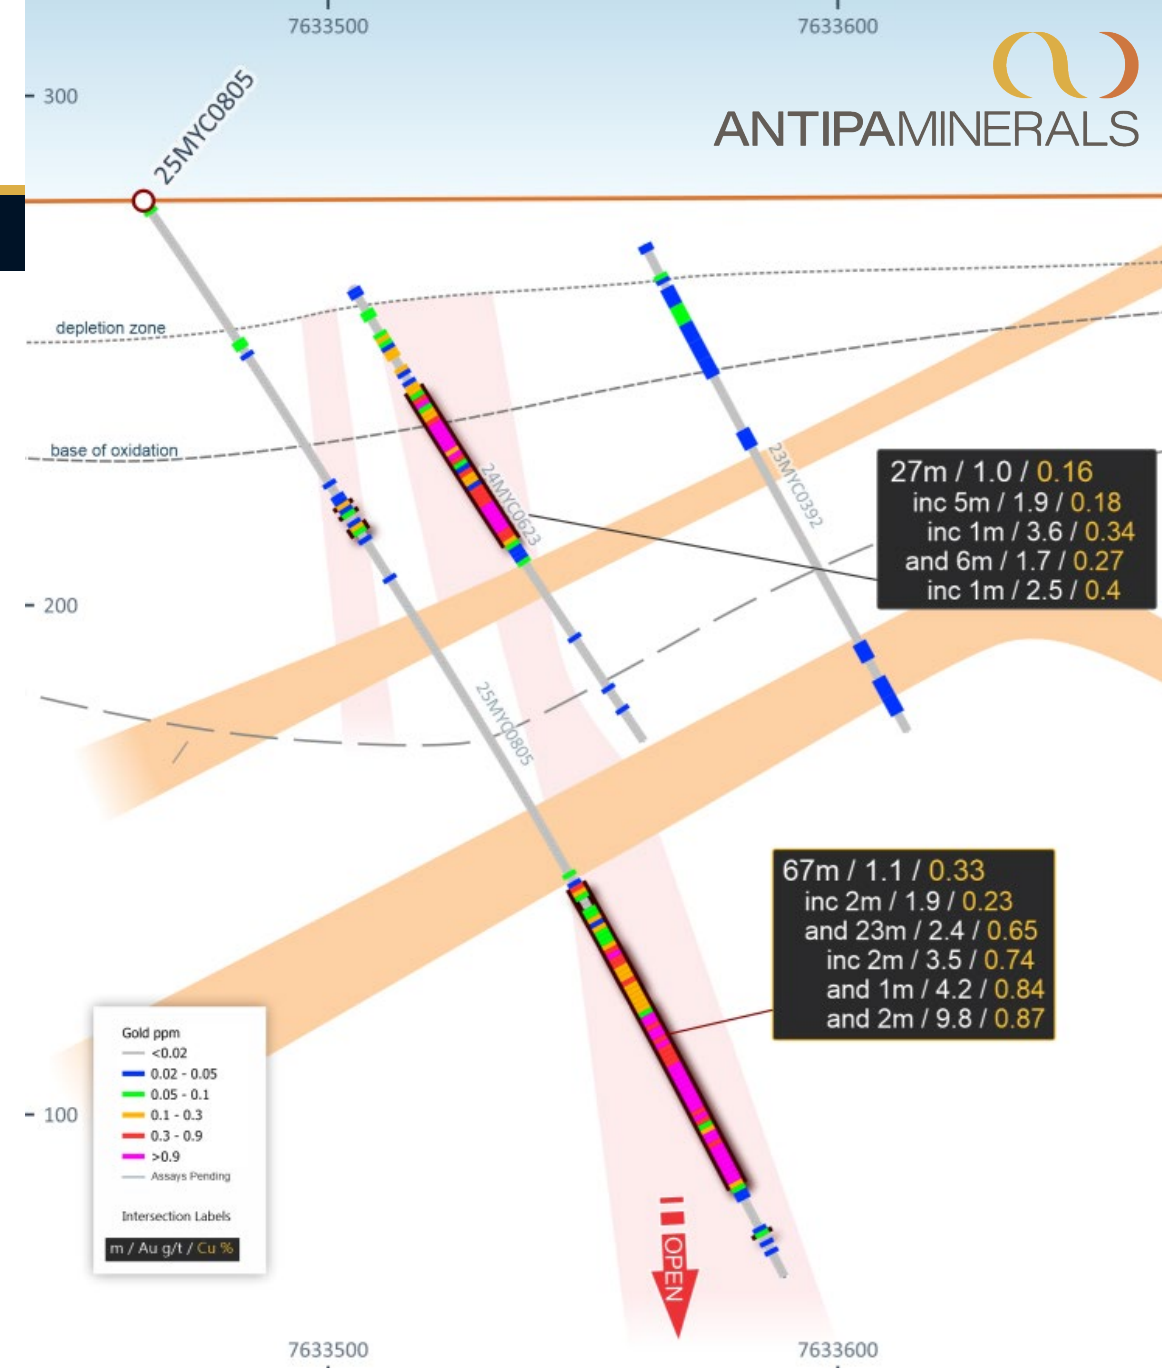 7633500
7633600
ANTIPAMINERALS
300
25MYC0805
depletion zone
base of oxidation
24MYC0623
23MYC0392
27m / 1.0 / 0.16
inc 5m / 1.9 / 0.18
inc 1m / 3.6 / 0.34
and 6m / 1.7 / 0.27
inc 1m / 2.5 / 0.4
200
25MYC0805
67m / 1.1 / 0.33
inc 2m / 1.9 / 0.23
and 23m / 2.4 / 0.65
inc 2m / 3.5 / 0.74
and 1m / 4.2 / 0.84
and 2m / 9.8 / 0.87
100
Gold ppm
<0.02
0.02 - 0.05
0.05 - 0.1
0.1 - 0.3
0.3 - 0.9
>0.9
Assays Pending
Intersection Labels
m / Au g/t / Cu %
OPEN
7633500
7633600